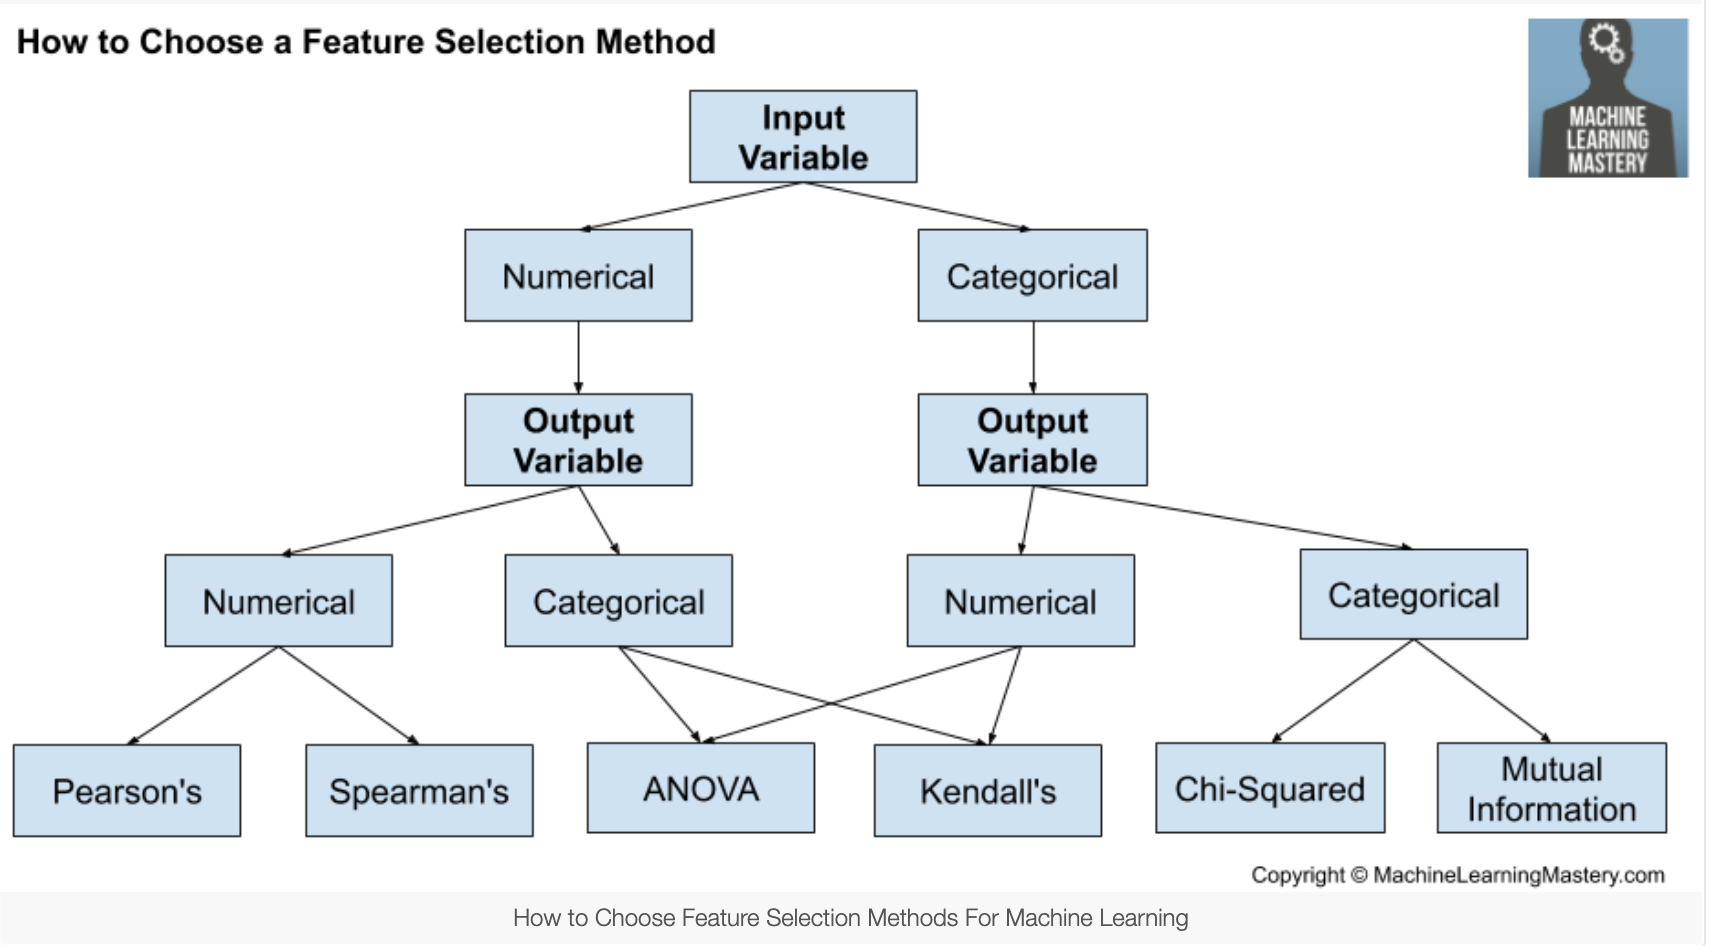 How to Choose a Feature Selection Method
MACHINE
LEARNING
MASTERY
Input
Variable
Numerical
Categorical
Output
Variable
Output
Variable
Numerical
Categorical
Numerical
Categorical
Pearson's
Spearman's
ANOVA
Kendall's
Chi-Squared
Mutual
Information
Copyright © MachineLearningMastery.com
How to Choose Feature Selection Methods For Machine Learning